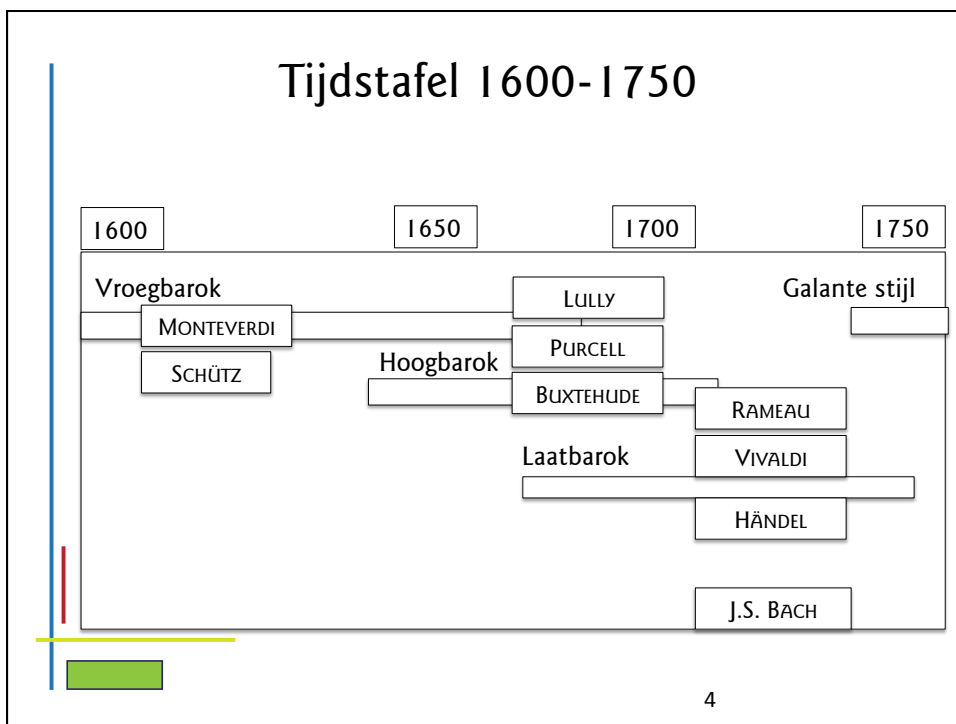 Tijdstafel 1600-1750
1600 1650 1700 1750
Vroegbarok
Galante stijl
LULLY
MONTEVERDI
PURCELL
SCHÜTZ
Hoogbarok
BUXTEHUDE
RAMEAU
Laatbarok
VIVALDI
HÄNDEL
J.S. BACH
4